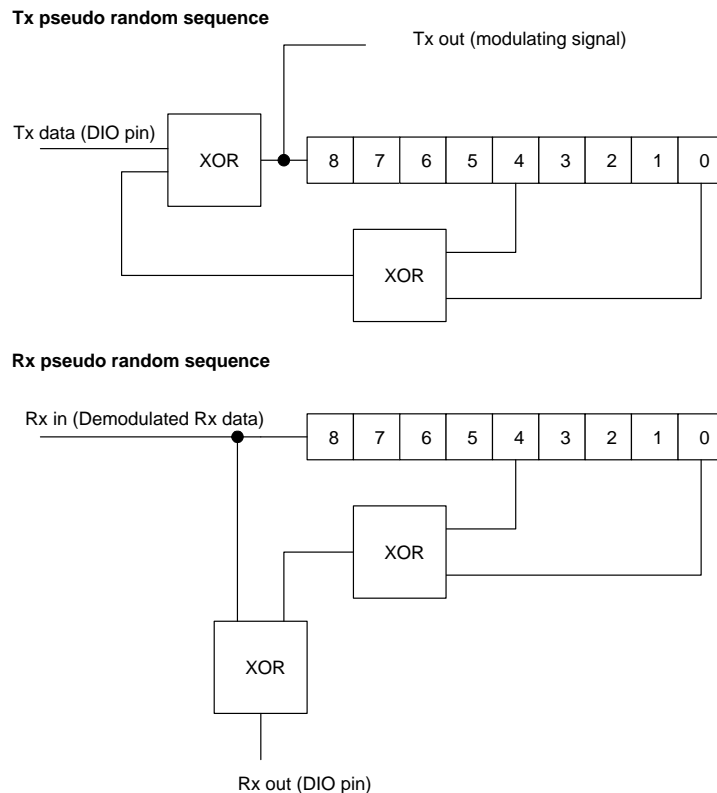 Tx pseudo random sequence
Tx out (modulating signal)
Tx data (DIO pin)
XOR
8 7 6 5 4 3 2 1 0
XOR
Rx pseudo random sequence
Rx in (Demodulated Rx data)
8 7 6 5 4 3 2 1 0
XOR
XOR
Rx out (DIO pin)